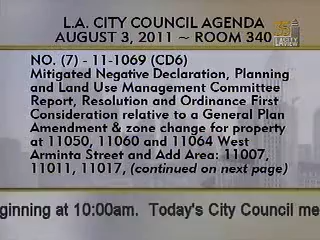 L.A. CITY COUNCIL AGENDA
AUGUST 3, 2011 ~ ROOM 340
35
LA CITYVIEW
NO. (7) - 11-1069 (CD6)
Mitigated Negative Declaration, Planning
and Land Use Management Committee
Report, Resolution and Ordinance First
Consideration relative to a General Plan
Amendment & zone change for property
at 11050, 11060 and 11064 West
Arminta Street and Add Area: 11007,
11011, 11017, (continued on next page)
ginning at 10:00am. Today's City Council me